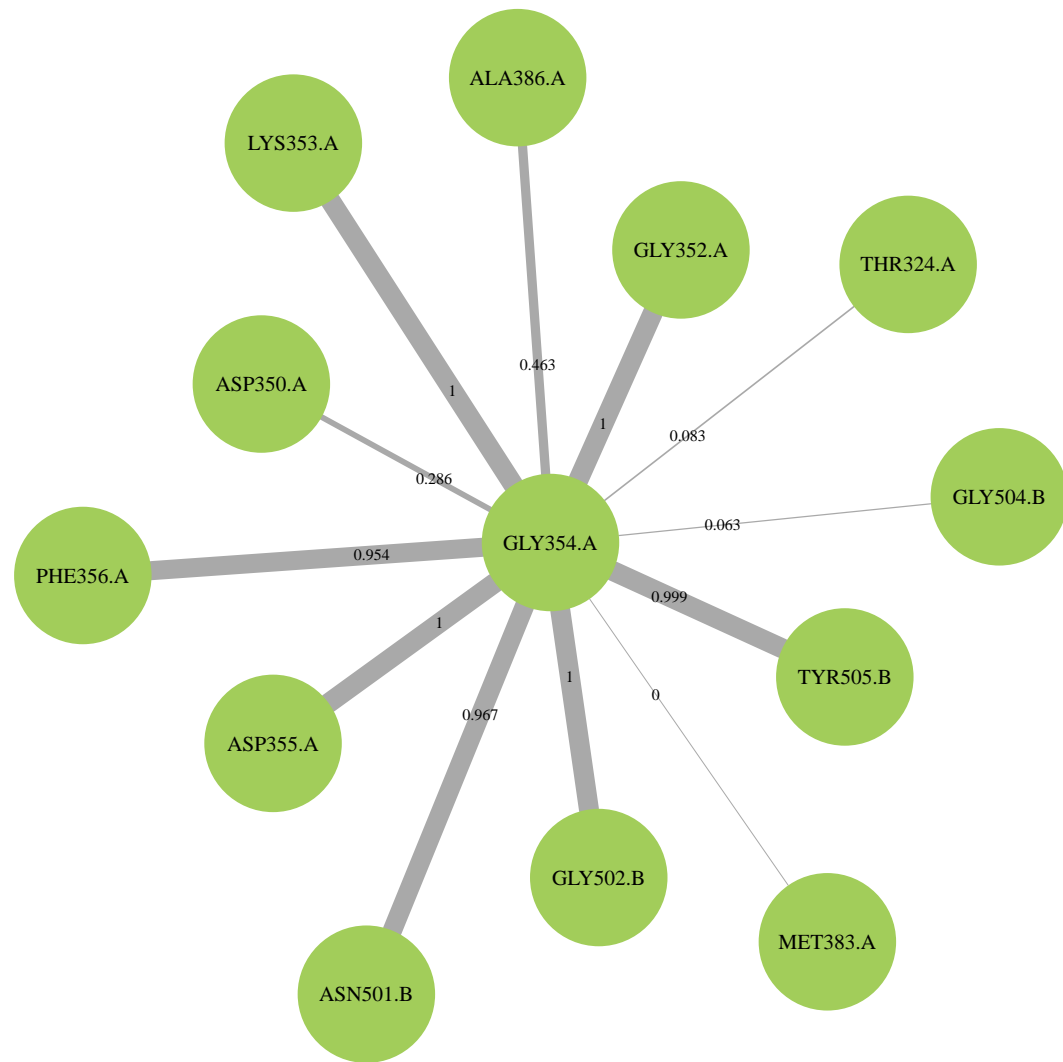 ALA386.A
LYS353.A
GLY352.A
THR324.A
0.463
ASP350.A
1
1
0.083
0.286
GLY504.B
0.063
GLY354.A
0.954
PHE356.A
0.999
1
0.967
1
TYR505.B
0
ASP355.A
GLY502.B
MET383.A
ASN501.B